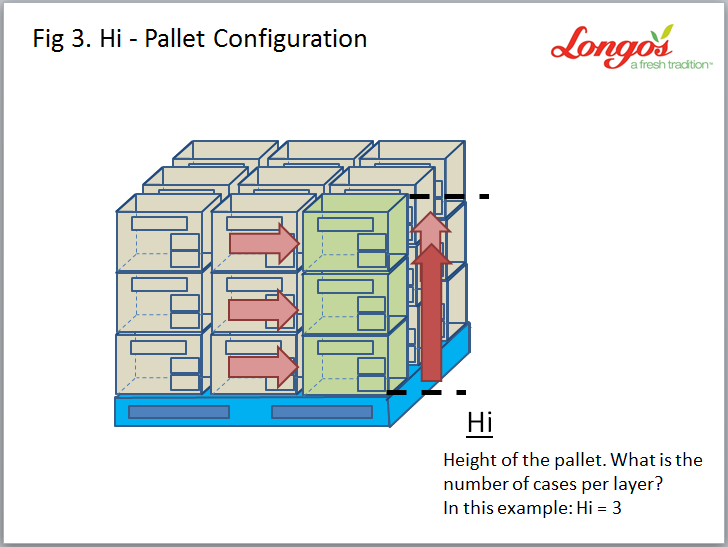 Fig 3. Hi - Pallet Configuration
Longo's
a fresh tradition™
Hi
Height of the pallet. What is the
number of cases per layer?
In this example: Hi = 3